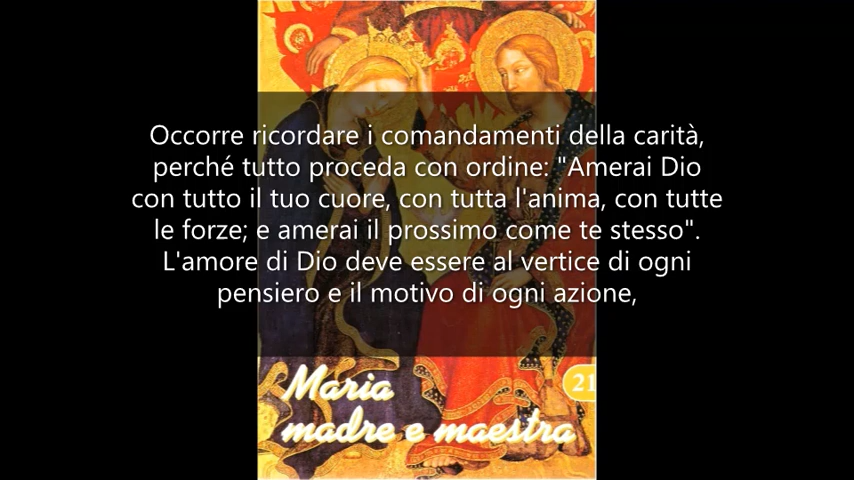 Occorre ricordare i comandamenti della carità,
perché tutto proceda con ordine: "Amerai Dio
con tutto il tuo cuore, con tutta l'anima, con tutte
le forze; e amerai il prossimo come te stesso".
L'amore di Dio deve essere al vertice di ogni
pensiero e il motivo di ogni azione,
Maria
21
madre e maestra